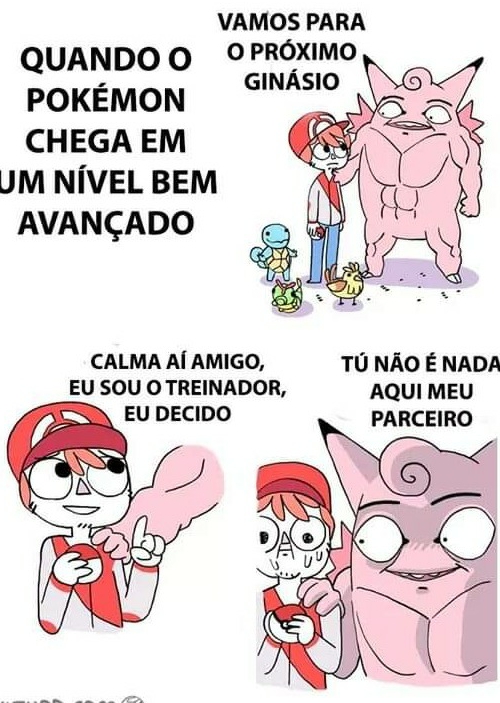 QUANDO O
POKÉMON
CHEGA EM
UM NÍVEL BEM
AVANÇADO
VAMOS PARA
O PRÓXIMO
GINÁSIO
CALMA AÍ AMIGO,
EU SOU O TREINADOR,
EU DECIDO
TÚ NÃO É NADA
AQUI MEU
PARCEIRO